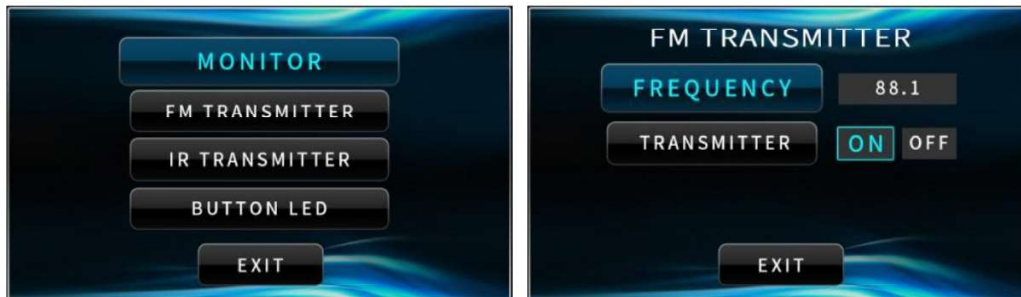 MONITOR
FM TRANSMITTER
IR TRANSMITTER
BUTTON LED
EXIT
FM TRANSMITTER
FREQUENCY 88.1
TRANSMITTER ON OFF
EXIT